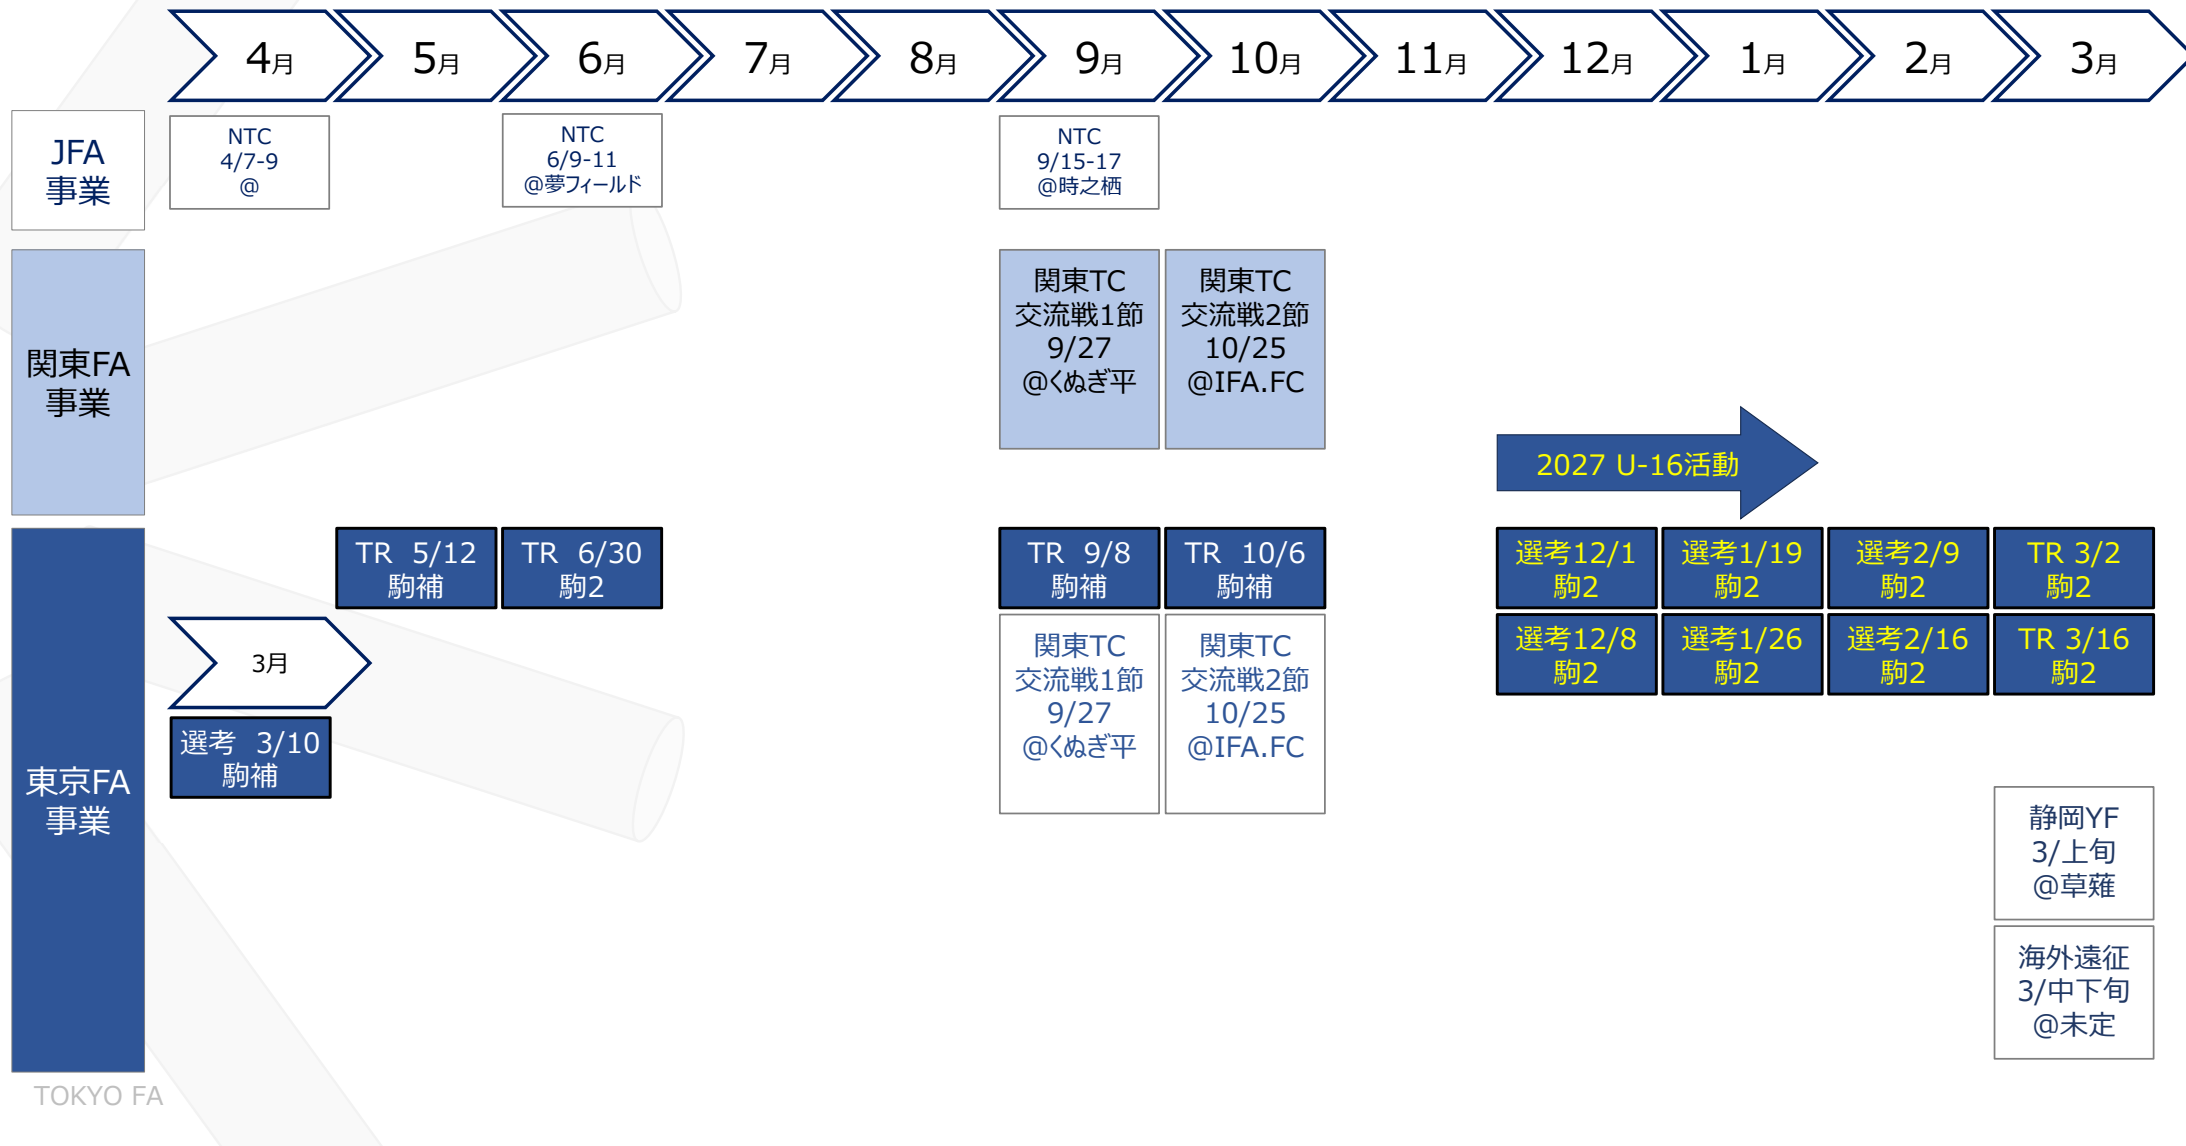 4月
5月
6月
7月
8月
9月
10月
11月
12月
1月
2月
3月
JFA
事業
NTC
4/7-9
@
NTC
6/9-11
@夢フィールド
NTC
9/15-17
@時之栖
関東FA
事業
関東TC
交流戦1節
9/27
@くぬぎ平
関東TC
交流戦2節
10/25
@IFA.FC
2027 U-16活動
東京FA
事業
TR 5/12
駒補
TR 6/30
駒2
TR 9/8
駒補
TR 10/6
駒補
選考12/1
駒2
選考1/19
駒2
選考2/9
駒2
TR 3/2
駒2
3月
選考 3/10
駒補
関東TC
交流戦1節
9/27
@くぬぎ平
関東TC
交流戦2節
10/25
@IFA.FC
選考12/8
駒2
選考1/26
駒2
選考2/16
駒2
TR 3/16
駒2
静岡YF
3/上旬
@草薙
海外遠征
3/中下旬
@未定
TOKYO FA